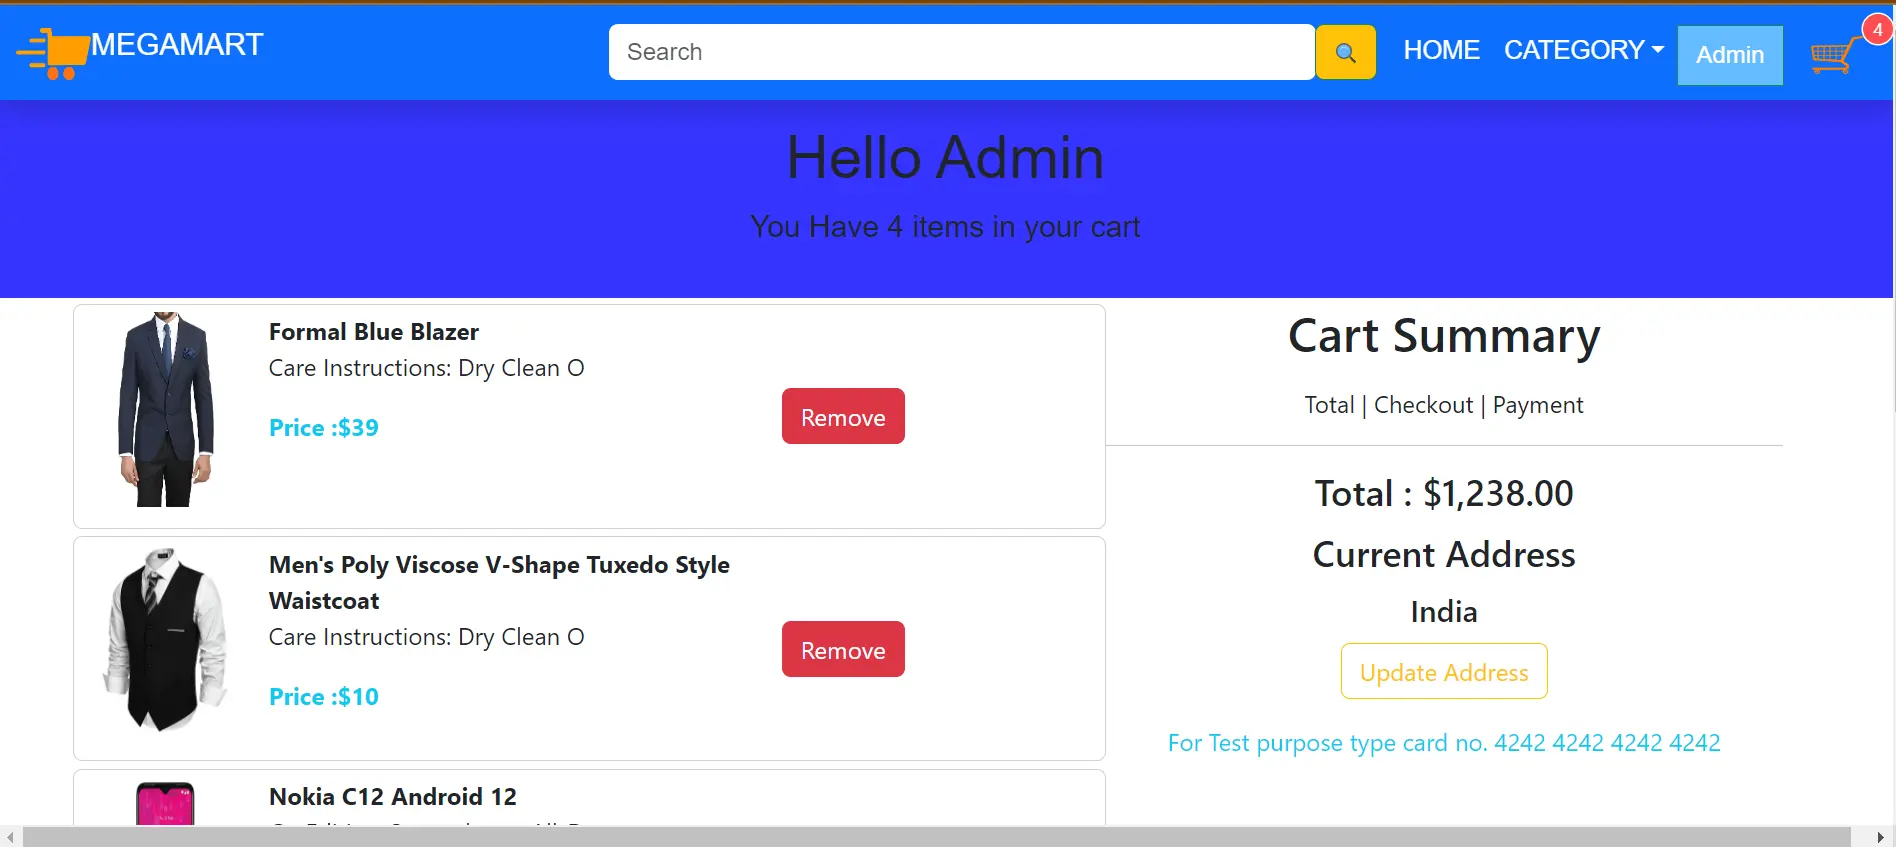 MEGAMART
Search
HOME
CATEGORY
Admin
4
Hello Admin
You Have 4 items in your cart
Formal Blue Blazer
Care Instructions: Dry Clean O
Price :$39
Remove
Men's Poly Viscose V-Shape Tuxedo Style
Waistcoat
Care Instructions: Dry Clean O
Price :$10
Remove
Nokia C12 Android 12
Cart Summary
Total | Checkout | Payment
Total : $1,238.00
Current Address
India
Update Address
For Test purpose type card no. 4242 4242 4242 4242